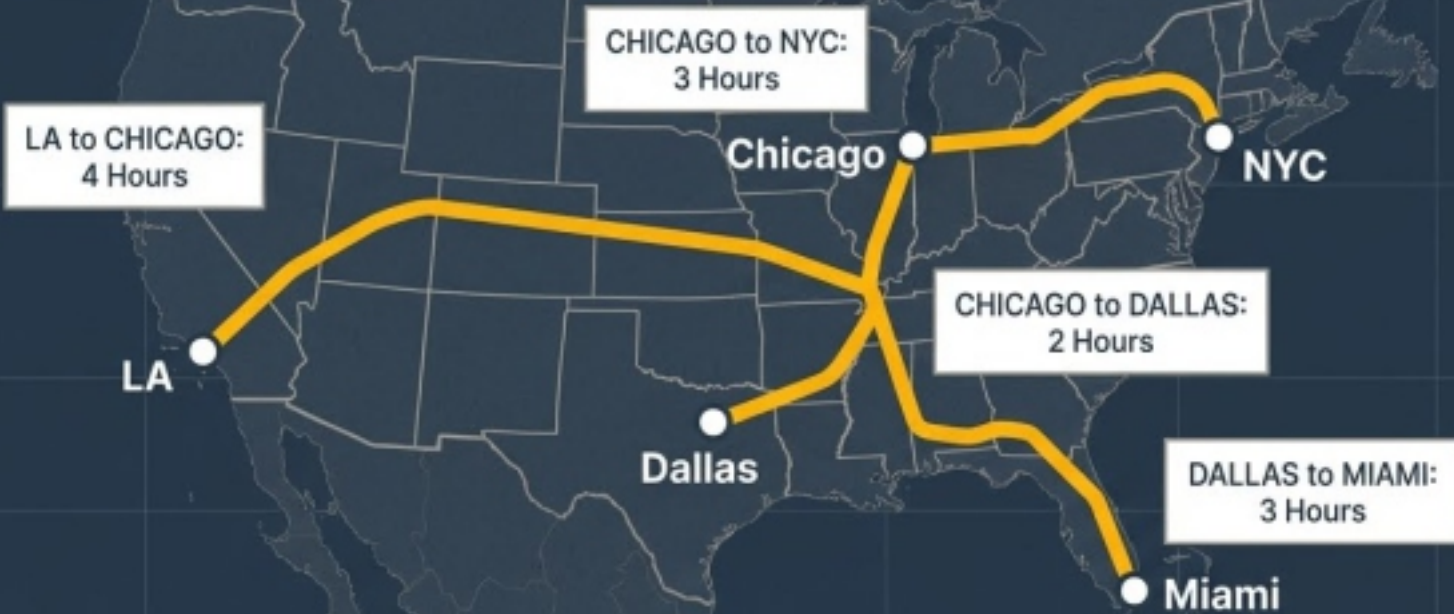 CHICAGO to NYC:
3 Hours
LA to CHICAGO:
4 Hours
Chicago
NYC
CHICAGO to DALLAS:
2 Hours
LA
Dallas
DALLAS to MIAMI:
3 Hours
Miami